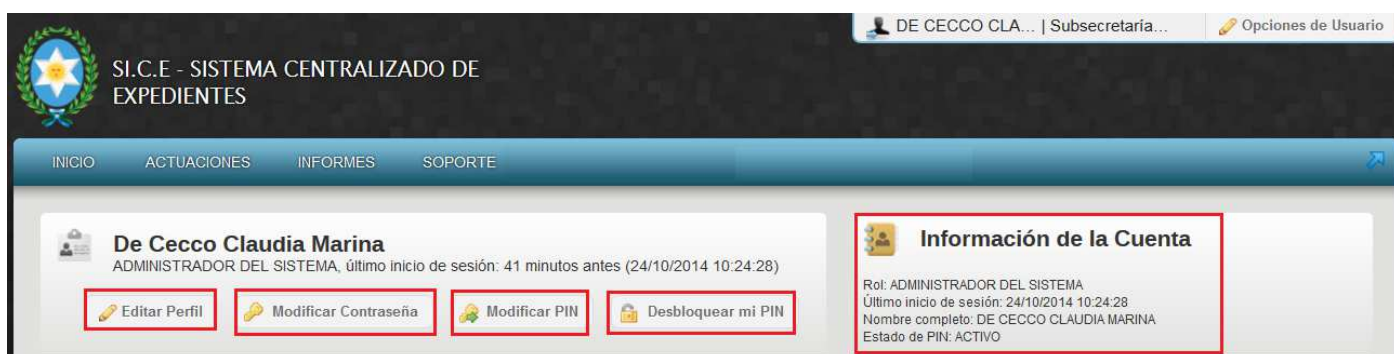 DE CECCO CLA... | Subsecretaría...
Opciones de Usuario
SI.C.E - SISTEMA CENTRALIZADO DE
EXPEDIENTES
INICIO ACTUACIONES INFORMES SOPORTE
De Cecco Claudia Marina
ADMINISTRADOR DEL SISTEMA, último inicio de sesión: 41 minutos antes (24/10/2014 10:24:28)
Editar Perfil Modificar Contraseña Modificar PIN Desbloquear mi PIN
Información de la Cuenta
Rol: ADMINISTRADOR DEL SISTEMA
Último inicio de sesión: 24/10/2014 10:24:28
Nombre completo: DE CECCO CLAUDIA MARINA
Estado de PIN: ACTIVO